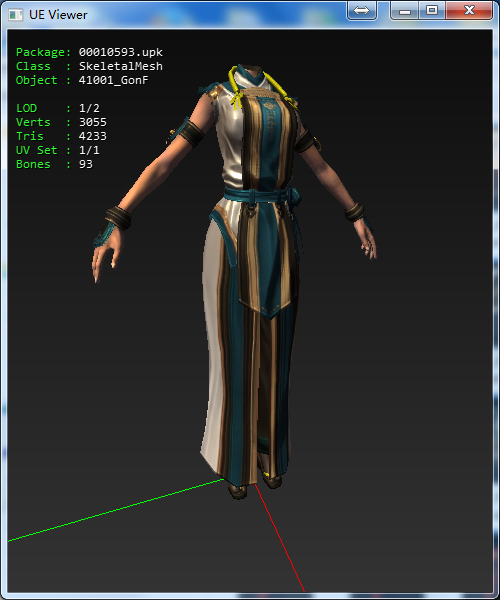 UE Viewer
Package: 00010593.upk
Class : SkeletalMesh
Object : 41001_GonF
LOD : 1/2
Verts : 3055
Tris : 4233
UV Set : 1/1
Bones : 93